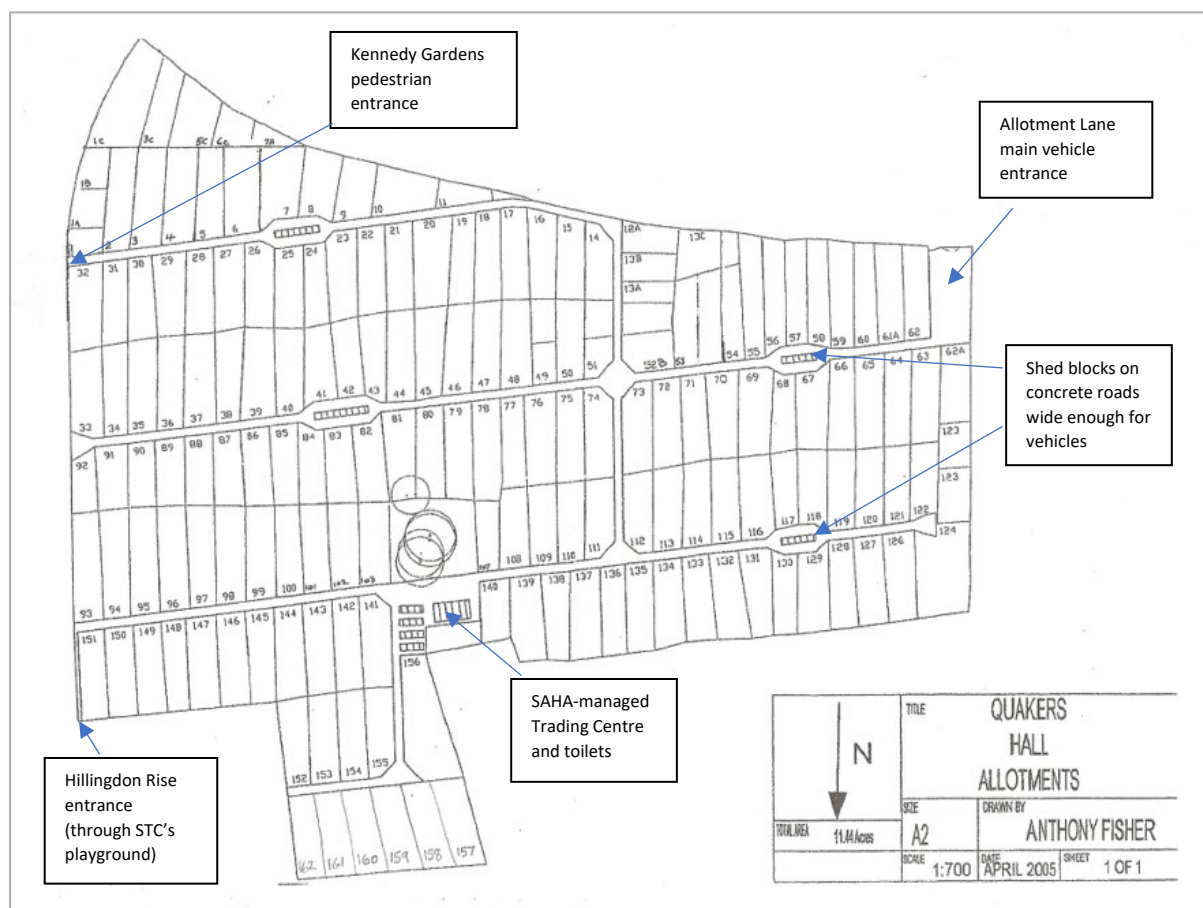 Kennedy Gardens
pedestrian
entrance
Allotment Lane
main vehicle
entrance
1C 3C 5C 6C 7A
1B
1A
1 2 3 4 5 6 7 8 9 10 11
32 31 30 29 28 27 26 25 24 23 22 21 20 19 18 17 16 15 14
12A 13C
13B
13A
52B 53 54 55 56 57 58 59 60 61A 62
73 72 71 70 69 68 67 66 65 64 63 62A
Shed blocks on
concrete roads
wide enough for
vehicles
33 34 35 36 37 38 39 40 41 42 43 44 45 46 47 48 49 50 51
92 91 90 89 88 87 86 85 84 83 82 81 80 79 78 77 76 75 74
123
123
93 94 95 96 97 98 99 100 101 102 103 107 108 109 110 111
112 113 114 115 116 117 118 119 120 121 122
151 150 149 148 147 146 145 144 143 142 141
140 139 138 137 136 135 134 133 132 131 130 129 128 127 126 124
156
SAHA-managed
Trading Centre
and toilets
152 153 154 155
162 161 160 159 158 157
Hillingdon Rise
entrance
(through STC’s
playground)
N
TITLE QUAKERS
HALL
ALLOTMENTS
SIZE A2
DRAWN BY ANTHONY FISHER
TOTAL AREA 11.44 Acres
SCALE 1:700
DATE APRIL 2005
SHEET 1 OF 1